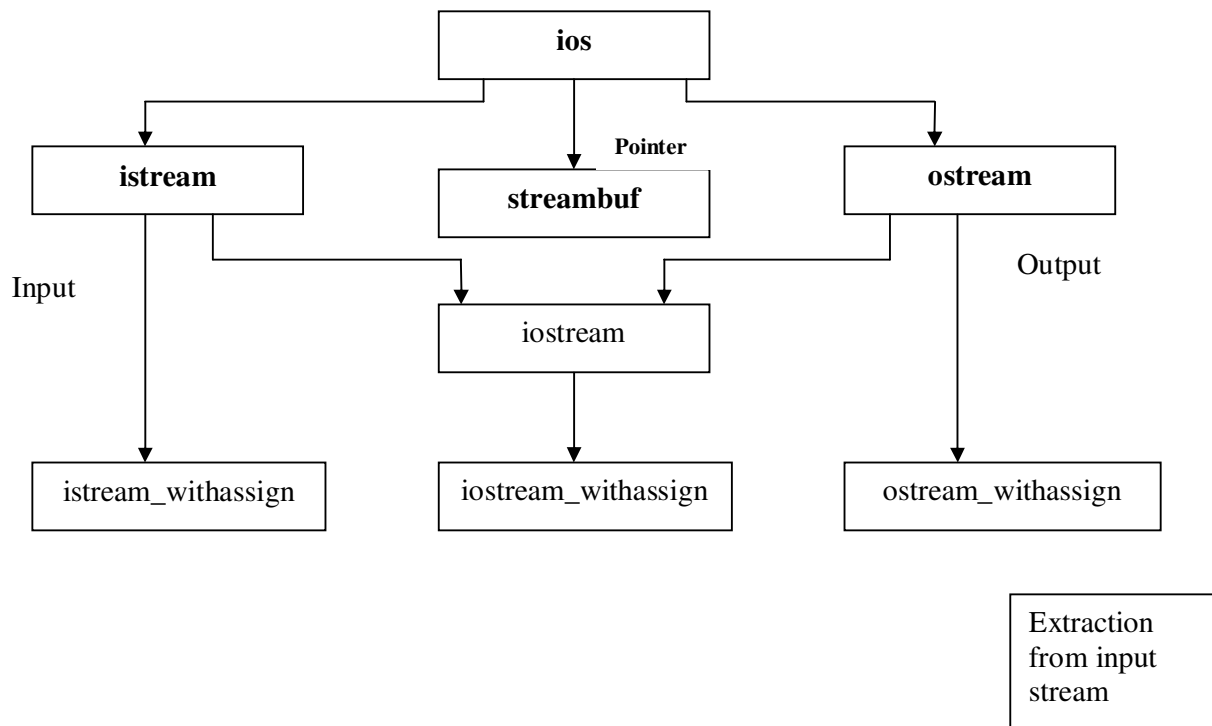 ios
Pointer
istream
streambuf
ostream
Input
Output
iostream
istream_withassign
iostream_withassign
ostream_withassign
Extraction
from input
stream